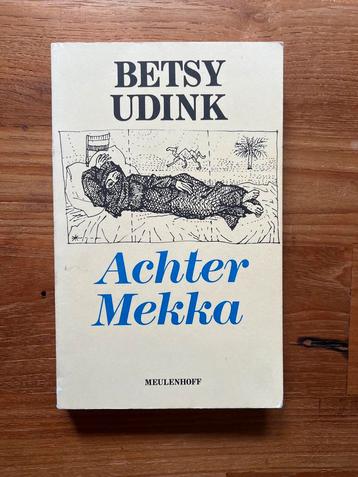 BETSY
UDINK
Achter
Mekka
MEULENHOFF